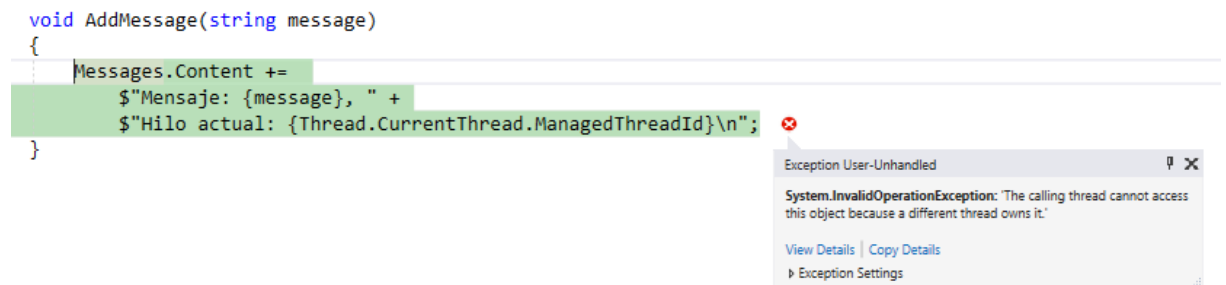 void AddMessage(string message)
{
Messages.Content +=
$"Mensaje: {message}, " +
$"Hilo actual: {Thread.CurrentThread.ManagedThreadId}\n";
}
Exception User-Unhandled
System.InvalidOperationException: 'The calling thread cannot access
this object because a different thread owns it.'
View Details | Copy Details
Exception Settings